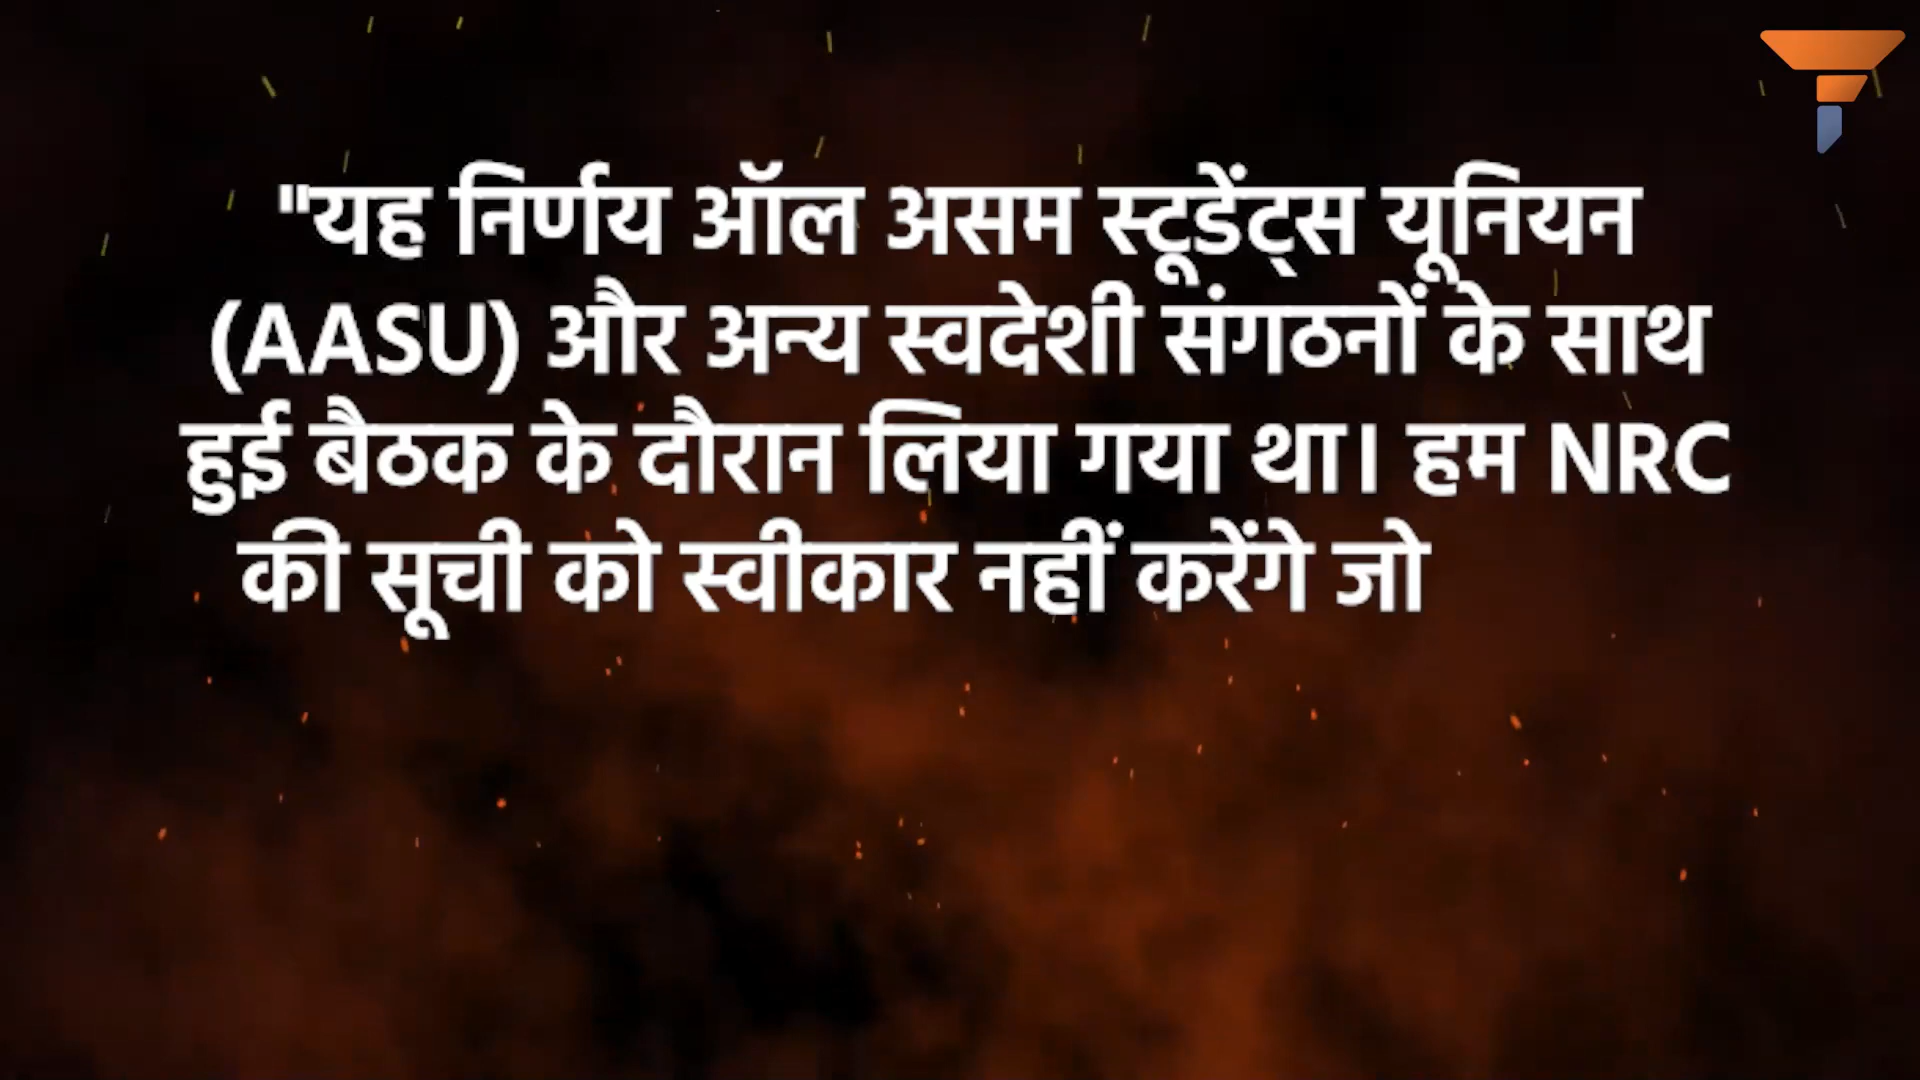 "यह निर्णय ऑल असम स्टूडेंट्स यूनियन
(AASU) और अन्य स्वदेशी संगठनों के साथ
हुई बैठक के दौरान लिया गया था। हम NRC
की सूची को स्वीकार नहीं करेंगे जो